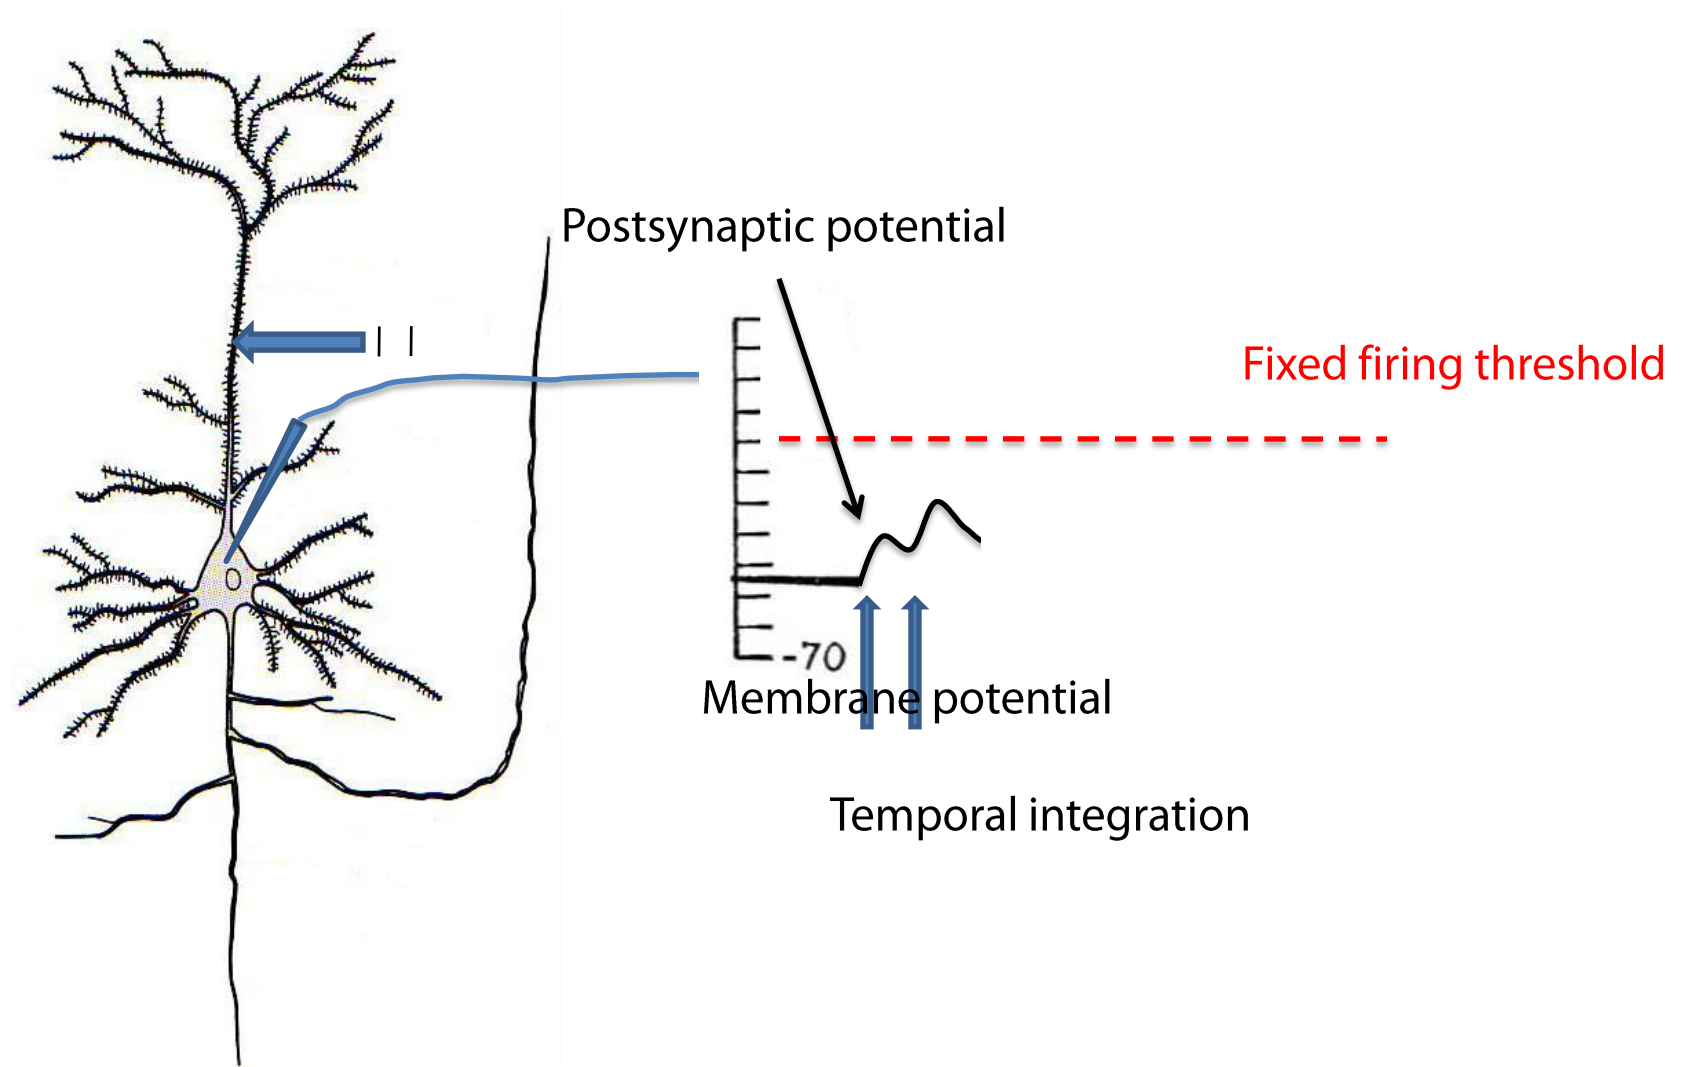 Postsynaptic potential
Fixed firing threshold
-70
Membrane potential
Temporal integration